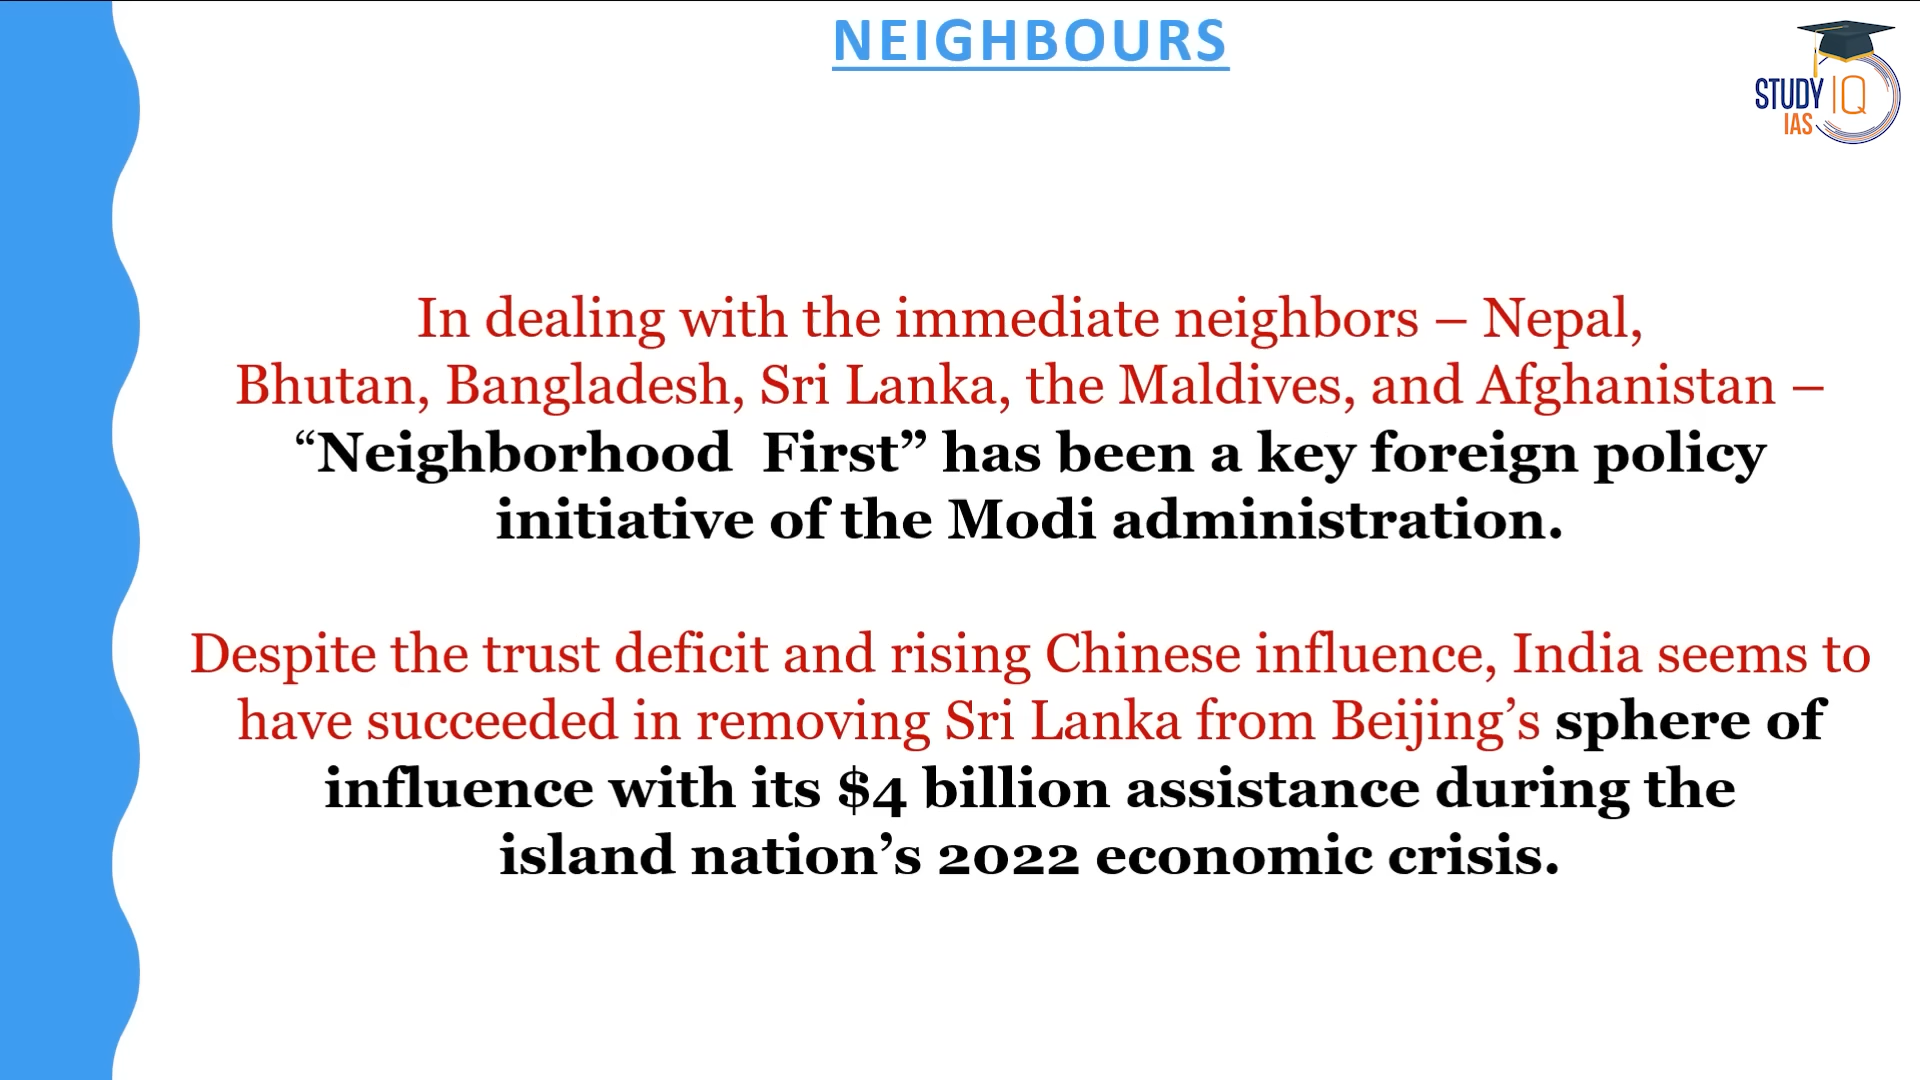 NEIGHBOURS
STUDY IQ
IAS
In dealing with the immediate neighbors – Nepal,
Bhutan, Bangladesh, Sri Lanka, the Maldives, and Afghanistan –
“Neighborhood  First” has been a key foreign policy
initiative of the Modi administration.
Despite the trust deficit and rising Chinese influence, India seems to
have succeeded in removing Sri Lanka from Beijing’s sphere of
influence with its $4 billion assistance during the
island nation’s 2022 economic crisis.